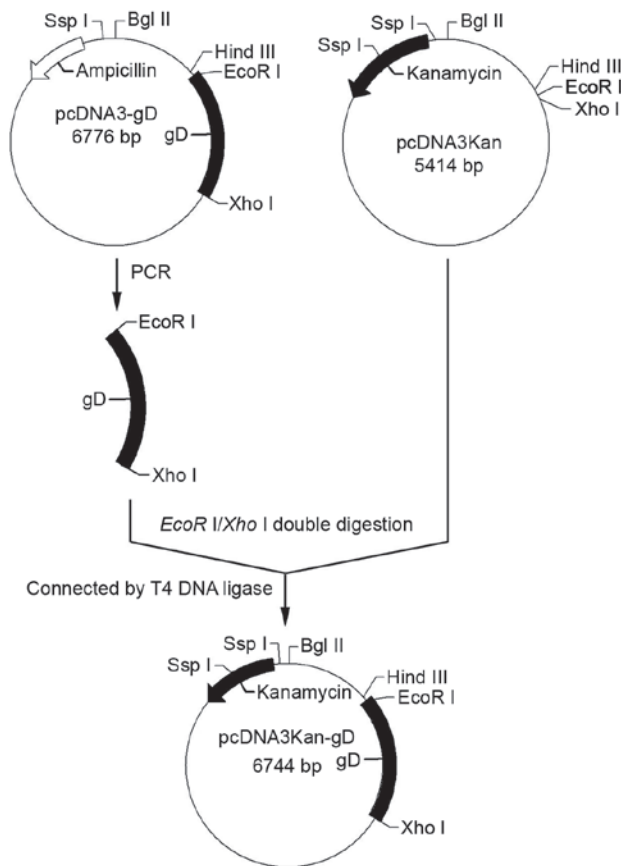 Ssp I
Bgl II
Hind III
EcoR I
Ampicillin
pcDNA3-gD
6776 bp
gD
Xho I
Ssp I
Bgl II
Ssp I
Kanamycin
Hind III
EcoR I
Xho I
pcDNA3Kan
5414 bp
PCR
EcoR I
gD
Xho I
EcoR I/Xho I double digestion
Connected by T4 DNA ligase
Ssp I
Bgl II
Ssp I
Kanamycin
Hind III
EcoR I
pcDNA3Kan-gD
6744 bp
gD
Xho I